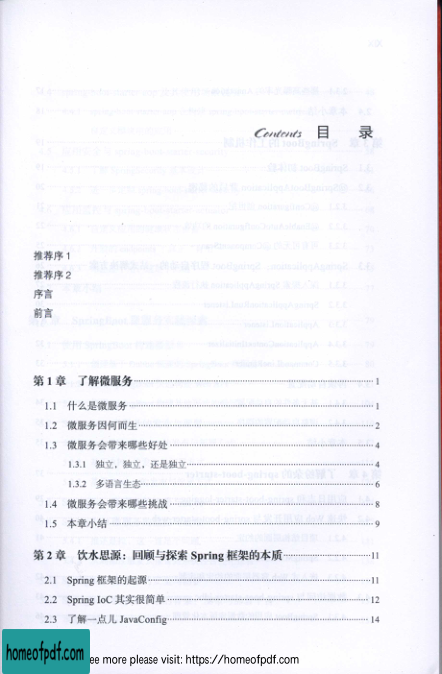 Contents 目 录
推荐序 1
推荐序 2
序言
前言
第 1 章 了解微服务 1
1.1 什么是微服务 1
1.2 微服务因何而生 2
1.3 微服务会带来哪些好处 4
1.3.1 独立，独立，还是独立 4
1.3.2 多语言生态 6
1.4 微服务会带来哪些挑战 8
1.5 本章小结 9
第 2 章 饮水思源：回顾与探索 Spring 框架的本质 11
2.1 Spring 框架的起源 11
2.2 Spring IoC 其实很简单 12
2.3 了解一点儿 JavaConfig 14
homeofpdf.com ee more please visit: https://homeofpdf.com